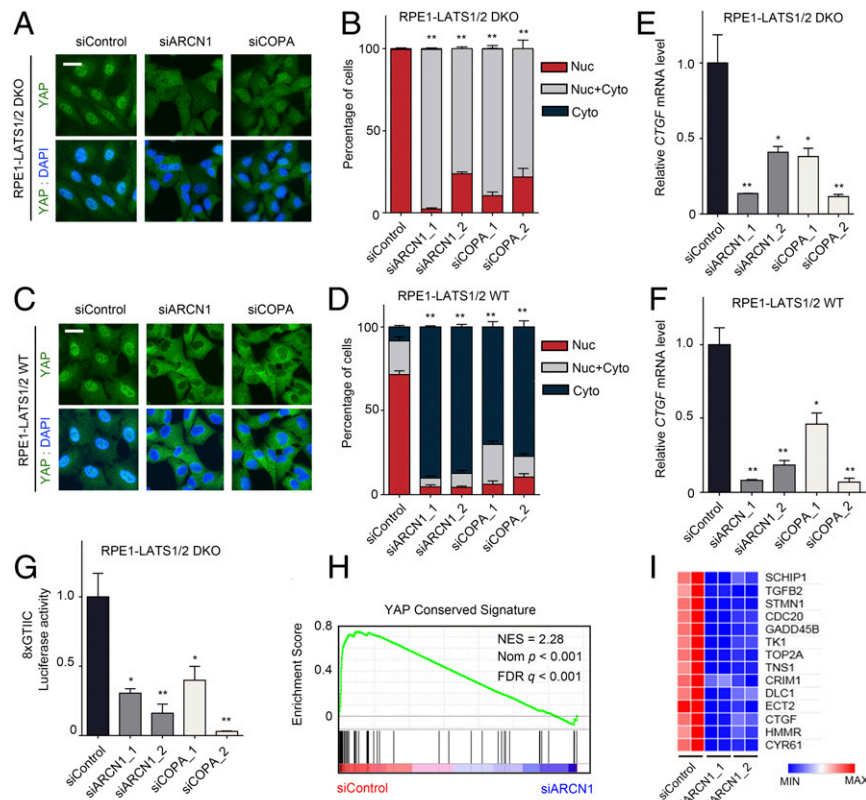 A
RPE1-LATS1/2 DKO
siControl
siARCN1
siCOPA
YAP
YAP : DAPI
B
RPE1-LATS1/2 DKO
**
**
**
**
Percentage of cells
100
50
0
Nuc
Nuc+Cyto
Cyto
siControl
siARCN1_1
siARCN1_2
siCOPA_1
siCOPA_2
E
RPE1-LATS1/2 DKO
Relative CTGF mRNA level
1.0
0.5
0
**
*
*
**
siControl
siARCN1_1
siARCN1_2
siCOPA_1
siCOPA_2
C
RPE1-LATS1/2 WT
siControl
siARCN1
siCOPA
YAP
YAP : DAPI
D
RPE1-LATS1/2 WT
**
**
**
**
Percentage of cells
100
50
0
Nuc
Nuc+Cyto
Cyto
siControl
siARCN1_1
siARCN1_2
siCOPA_1
siCOPA_2
F
RPE1-LATS1/2 WT
Relative CTGF mRNA level
1.0
0.5
0
**
**
*
**
siControl
siARCN1_1
siARCN1_2
siCOPA_1
siCOPA_2
G
RPE1-LATS1/2 DKO
8xGTIIC
Luciferase activity
1.0
0.5
0
*
**
*
**
siControl
siARCN1_1
siARCN1_2
siCOPA_1
siCOPA_2
H
YAP Conserved Signature
Enrichment Score
0.8
0.4
0
NES = 2.28
Nom p < 0.001
FDR q < 0.001
siControl
siARCN1
I
SCHIP1
TGFB2
STMN1
CDC20
GADD45B
TK1
TOP2A
TNS1
CRIM1
DLC1
ECT2
CTGF
HMMR
CYR61
siControl
ARCN1_1
ARCN1_2
MIN
MAX